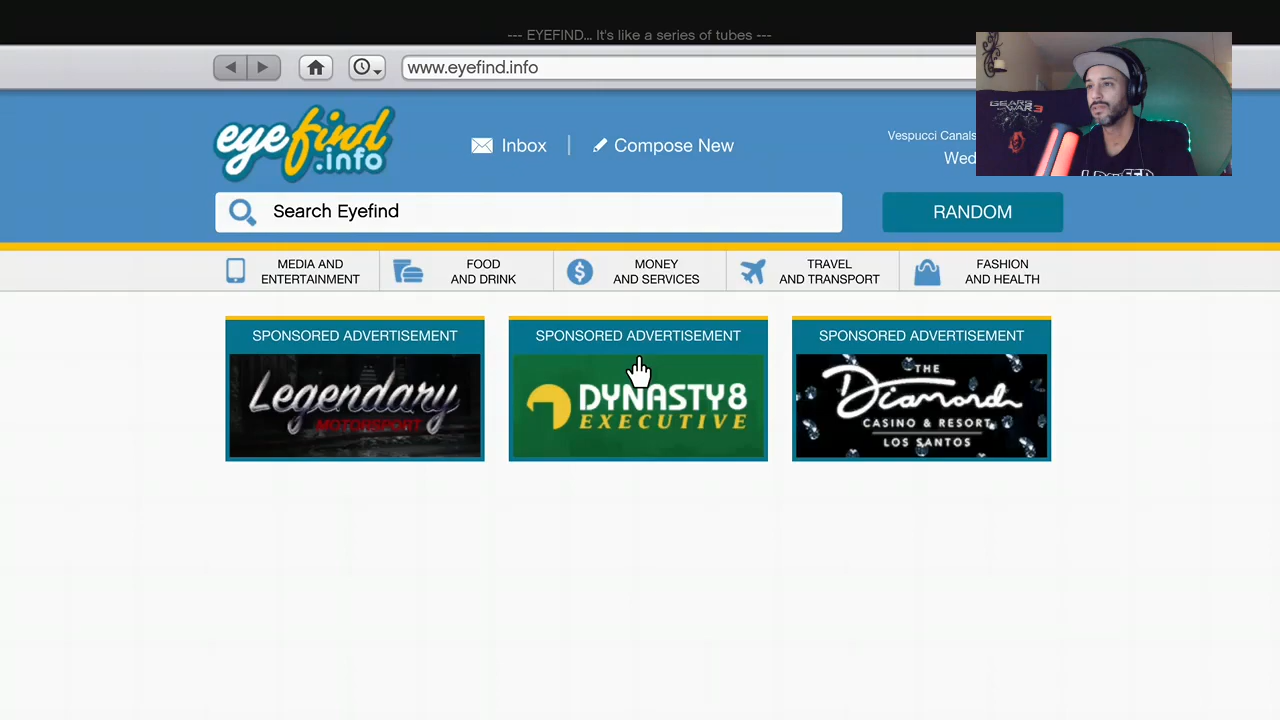 --- EYEFIND... It's like a series of tubes ---
www.eyefind.info
eyefind
.info
Inbox
Compose New
Vespucci Canals
Wed
Search Eyefind
RANDOM
MEDIA AND
ENTERTAINMENT
FOOD
AND DRINK
MONEY
AND SERVICES
TRAVEL
AND TRANSPORT
FASHION
AND HEALTH
SPONSORED ADVERTISEMENT
Legendary
MOTORSPORT
SPONSORED ADVERTISEMENT
DYNASTY8
EXECUTIVE
SPONSORED ADVERTISEMENT
THE
Diamond
CASINO & RESORT
LOS SANTOS
GEARS
WAR 3